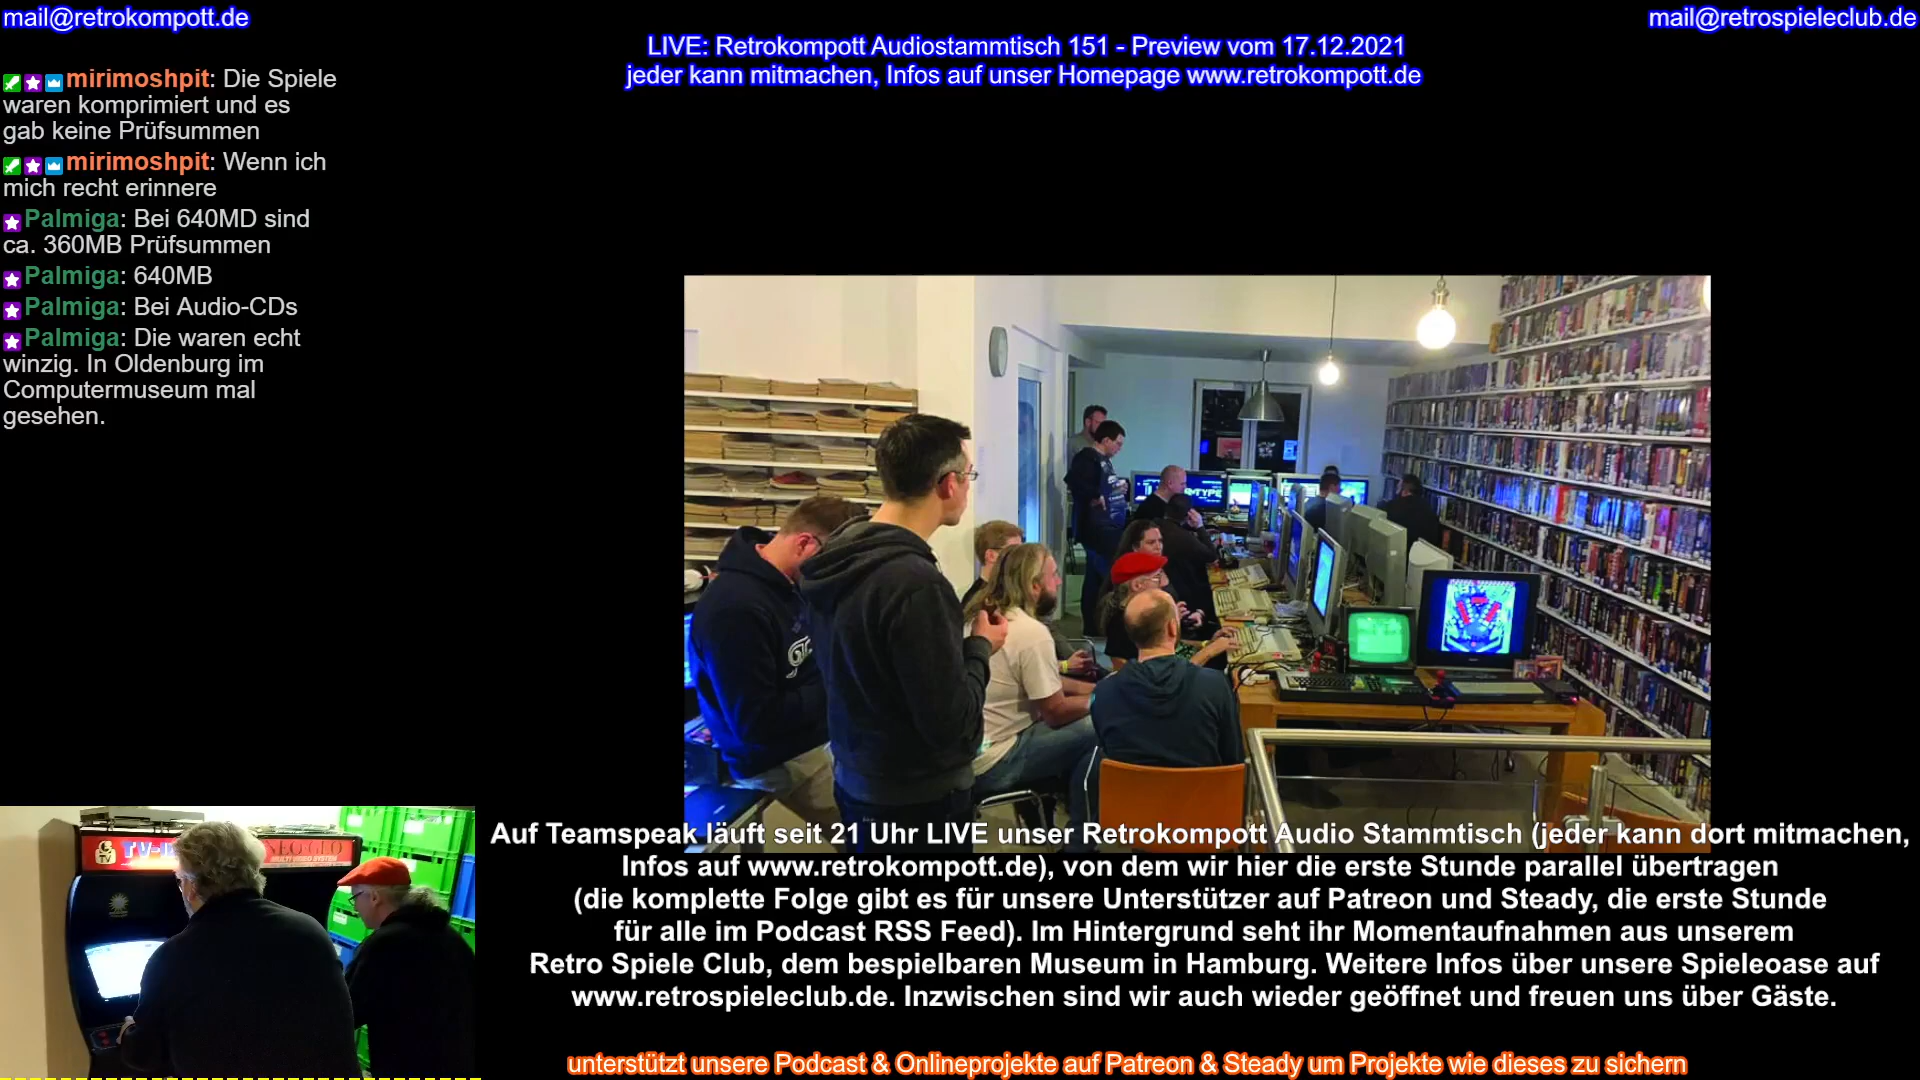 mail@retrokompott.de
mail@retrospieleclub.de
LIVE: Retrokompott Audiostammtisch 151 - Preview vom 17.12.2021
jeder kann mitmachen, Infos auf unser Homepage www.retrokompott.de
mirimoshpit: Die Spiele
waren komprimiert und es
gab keine Prüfsummen
mirimoshpit: Wenn ich
mich recht erinnere
Palmiga: Bei 640MD sind
ca. 360MB Prüfsummen
Palmiga: 640MB
Palmiga: Bei Audio-CDs
Palmiga: Die waren echt
winzig. In Oldenburg im
Computermuseum mal
gesehen.
Auf Teamspeak läuft seit 21 Uhr LIVE unser Retrokompott Audio Stammtisch (jeder kann dort mitmachen,
Infos auf www.retrokompott.de), von dem wir hier die erste Stunde parallel übertragen
(die komplette Folge gibt es für unsere Unterstützer auf Patreon und Steady, die erste Stunde
für alle im Podcast RSS Feed). Im Hintergrund seht ihr Momentaufnahmen aus unserem
Retro Spiele Club, dem bespielbaren Museum in Hamburg. Weitere Infos über unsere Spieleoase auf
www.retrospieleclub.de. Inzwischen sind wir auch wieder geöffnet und freuen uns über Gäste.
unterstützt unsere Podcast & Onlineprojekte auf Patreon & Steady um Projekte wie dieses zu sichern